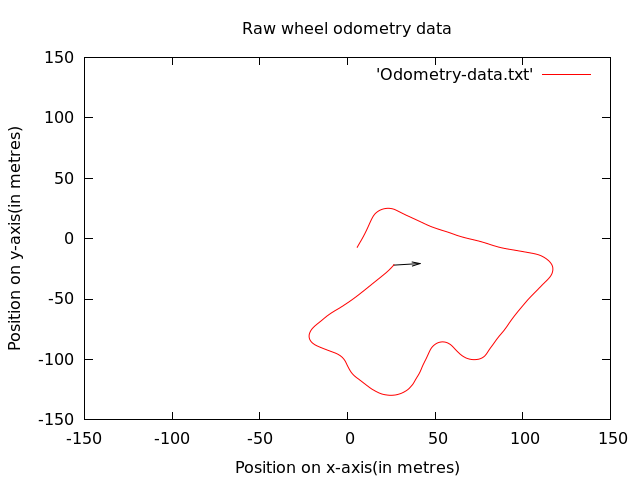 Raw wheel odometry data
150
'Odometry-data.txt'
100
50
0
-50
-100
-150
Position on y-axis(in metres)
-150 -100 -50 0 50 100 150
Position on x-axis(in metres)